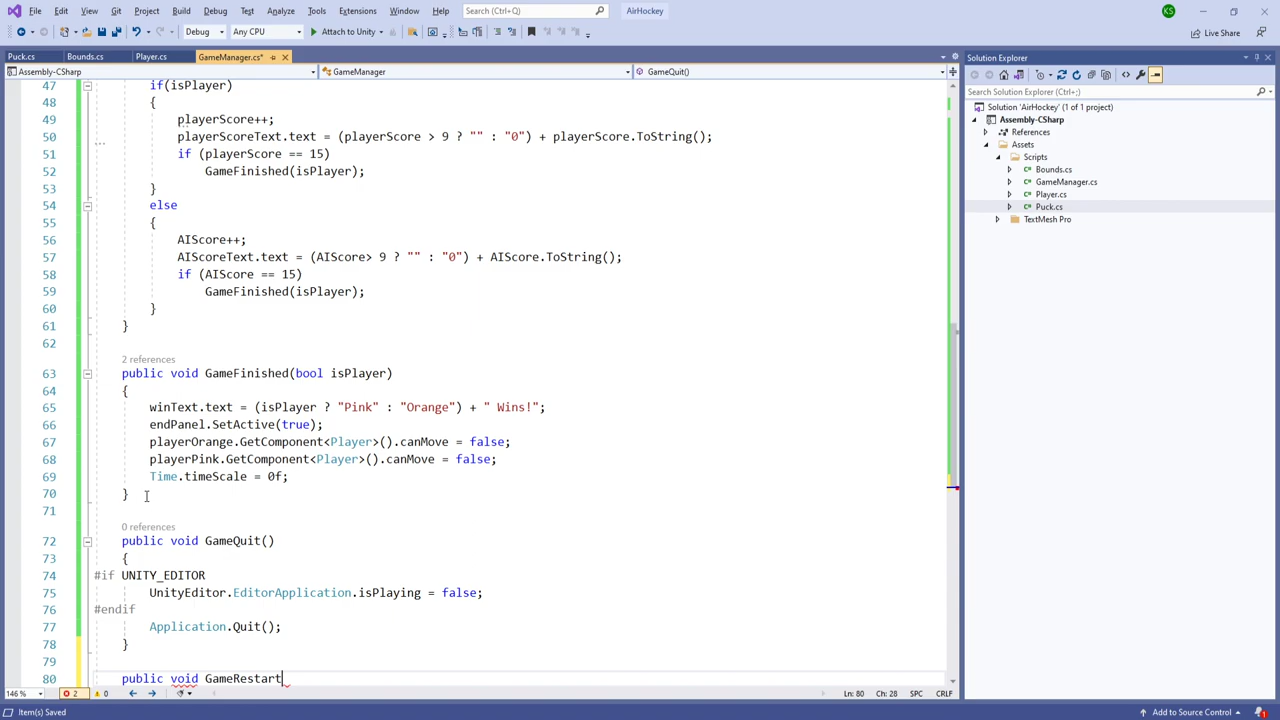 File Edit View Git Project Build Debug Test Analyze Tools Extensions Window Help Search (Ctrl+Q) AirHockey KS
Debug Any CPU Attach to Unity Live Share
Puck.cs Bounds.cs Player.cs GameManager.cs*
Assembly-CSharp GameManager GameQuit()
47 if(isPlayer)
48 {
49 playerScore++;
50 playerScoreText.text = (playerScore > 9 ? "" : "0") + playerScore.ToString();
51 if (playerScore == 15)
52 GameFinished(isPlayer);
53 }
54 else
55 {
56 AIScore++;
57 AIScoreText.text = (AIScore> 9 ? "" : "0") + AIScore.ToString();
58 if (AIScore == 15)
59 GameFinished(isPlayer);
60 }
61 }
62
2 references
63 public void GameFinished(bool isPlayer)
64 {
65 winText.text = (isPlayer ? "Pink" : "Orange") + " Wins!";
66 endPanel.SetActive(true);
67 playerOrange.GetComponent<Player>().canMove = false;
68 playerPink.GetComponent<Player>().canMove = false;
69 Time.timeScale = 0f;
70 }
71
0 references
72 public void GameQuit()
73 {
74 #if UNITY_EDITOR
75 UnityEditor.EditorApplication.isPlaying = false;
76 #endif
77 Application.Quit();
78 }
79
80 public void GameRestart
146 % 2 0 Ln: 80 Ch: 28 SPC CRLF
Item(s) Saved Add to Source Control 1
Solution Explorer
Search Solution Explorer (Ctrl+;)
Solution 'AirHockey' (1 of 1 project)
Assembly-CSharp
References
Assets
Scripts
Bounds.cs
GameManager.cs
Player.cs
Puck.cs
TextMesh Pro